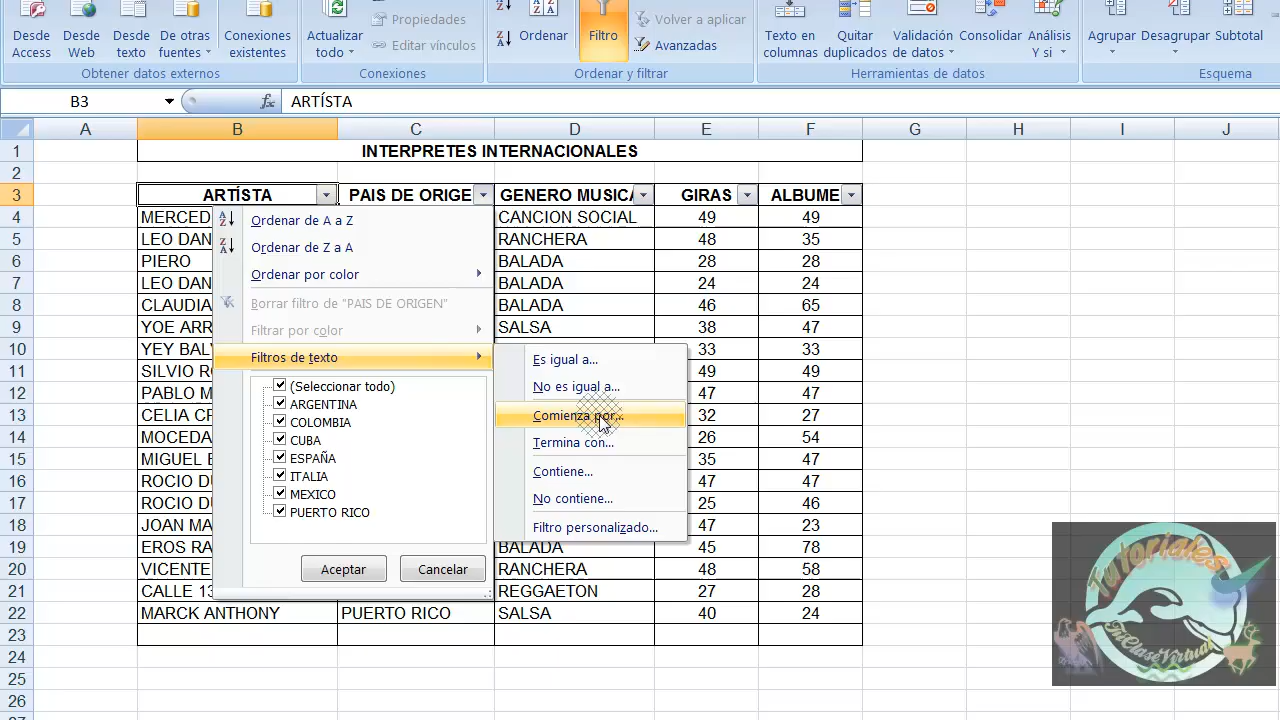 Desde Access
Desde Web
Desde texto
De otras fuentes
Conexiones existentes
Obtener datos externos
Actualizar todo
Propiedades
Editar vínculos
Conexiones
Ordenar
Filtro
Volver a aplicar
Avanzadas
Ordenar y filtrar
Texto en columnas
Quitar duplicados
Validación de datos
Consolidar
Análisis Y si
Herramientas de datos
Agrupar
Desagrupar
Subtotal
Esquema
B3 fx ARTÍSTA
A B C D E F G H I J
1 INTERPRETES INTERNACIONALES
2
3 ARTÍSTA PAIS DE ORIGE GENERO MUSICA GIRAS ALBUME
4 MERCED CANCION SOCIAL 49 49
5 LEO DAN RANCHERA 48 35
6 PIERO BALADA 28 28
7 LEO DAN BALADA 24 24
8 CLAUDIA BALADA 46 65
9 YOE ARR SALSA 38 47
10 YEY BAL 33 33
11 SILVIO RO 49 49
12 PABLO M 47 47
13 CELIA CR 32 27
14 MOCEDA 26 54
15 MIGUEL B 35 47
16 ROCIO DU 47 47
17 ROCIO DU 25 46
18 JOAN MA 47 23
19 EROS RA BALADA 45 78
20 VICENTE RANCHERA 48 58
21 CALLE 13 REGGAETON 27 28
22 MARCK ANTHONY PUERTO RICO SALSA 40 24
23
24
25
26
Ordenar de A a Z
Ordenar de Z a A
Ordenar por color
Borrar filtro de "PAIS DE ORIGEN"
Filtrar por color
Filtros de texto
(Seleccionar todo)
ARGENTINA
COLOMBIA
CUBA
ESPAÑA
ITALIA
MEXICO
PUERTO RICO
Aceptar Cancelar
Es igual a...
No es igual a...
Comienza por...
Termina con...
Contiene...
No contiene...
Filtro personalizado...
Tutoriales
TuClaseVirtual